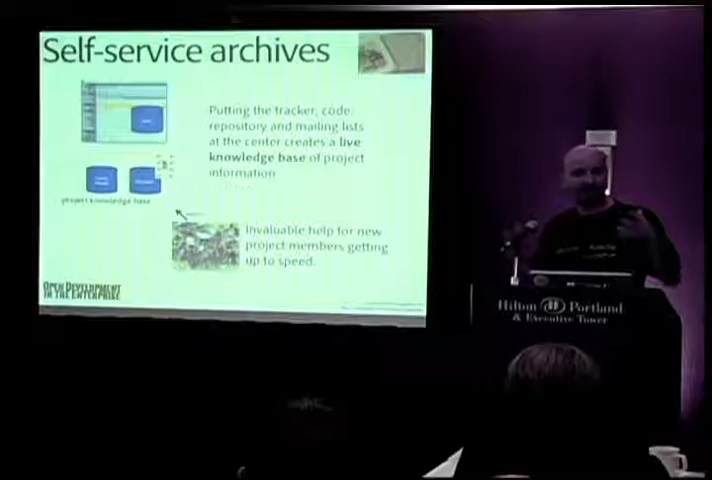 Self-service archives
Putting the tracker, code
repository and mailing lists
at the center creates a live
knowledge base of project
information
project knowledge base
Invaluable help for new
project members getting
up to speed.
OPEN DEVELOPMENT
IN THE ENTERPRISE
Hilton Portland
& Executive Tower